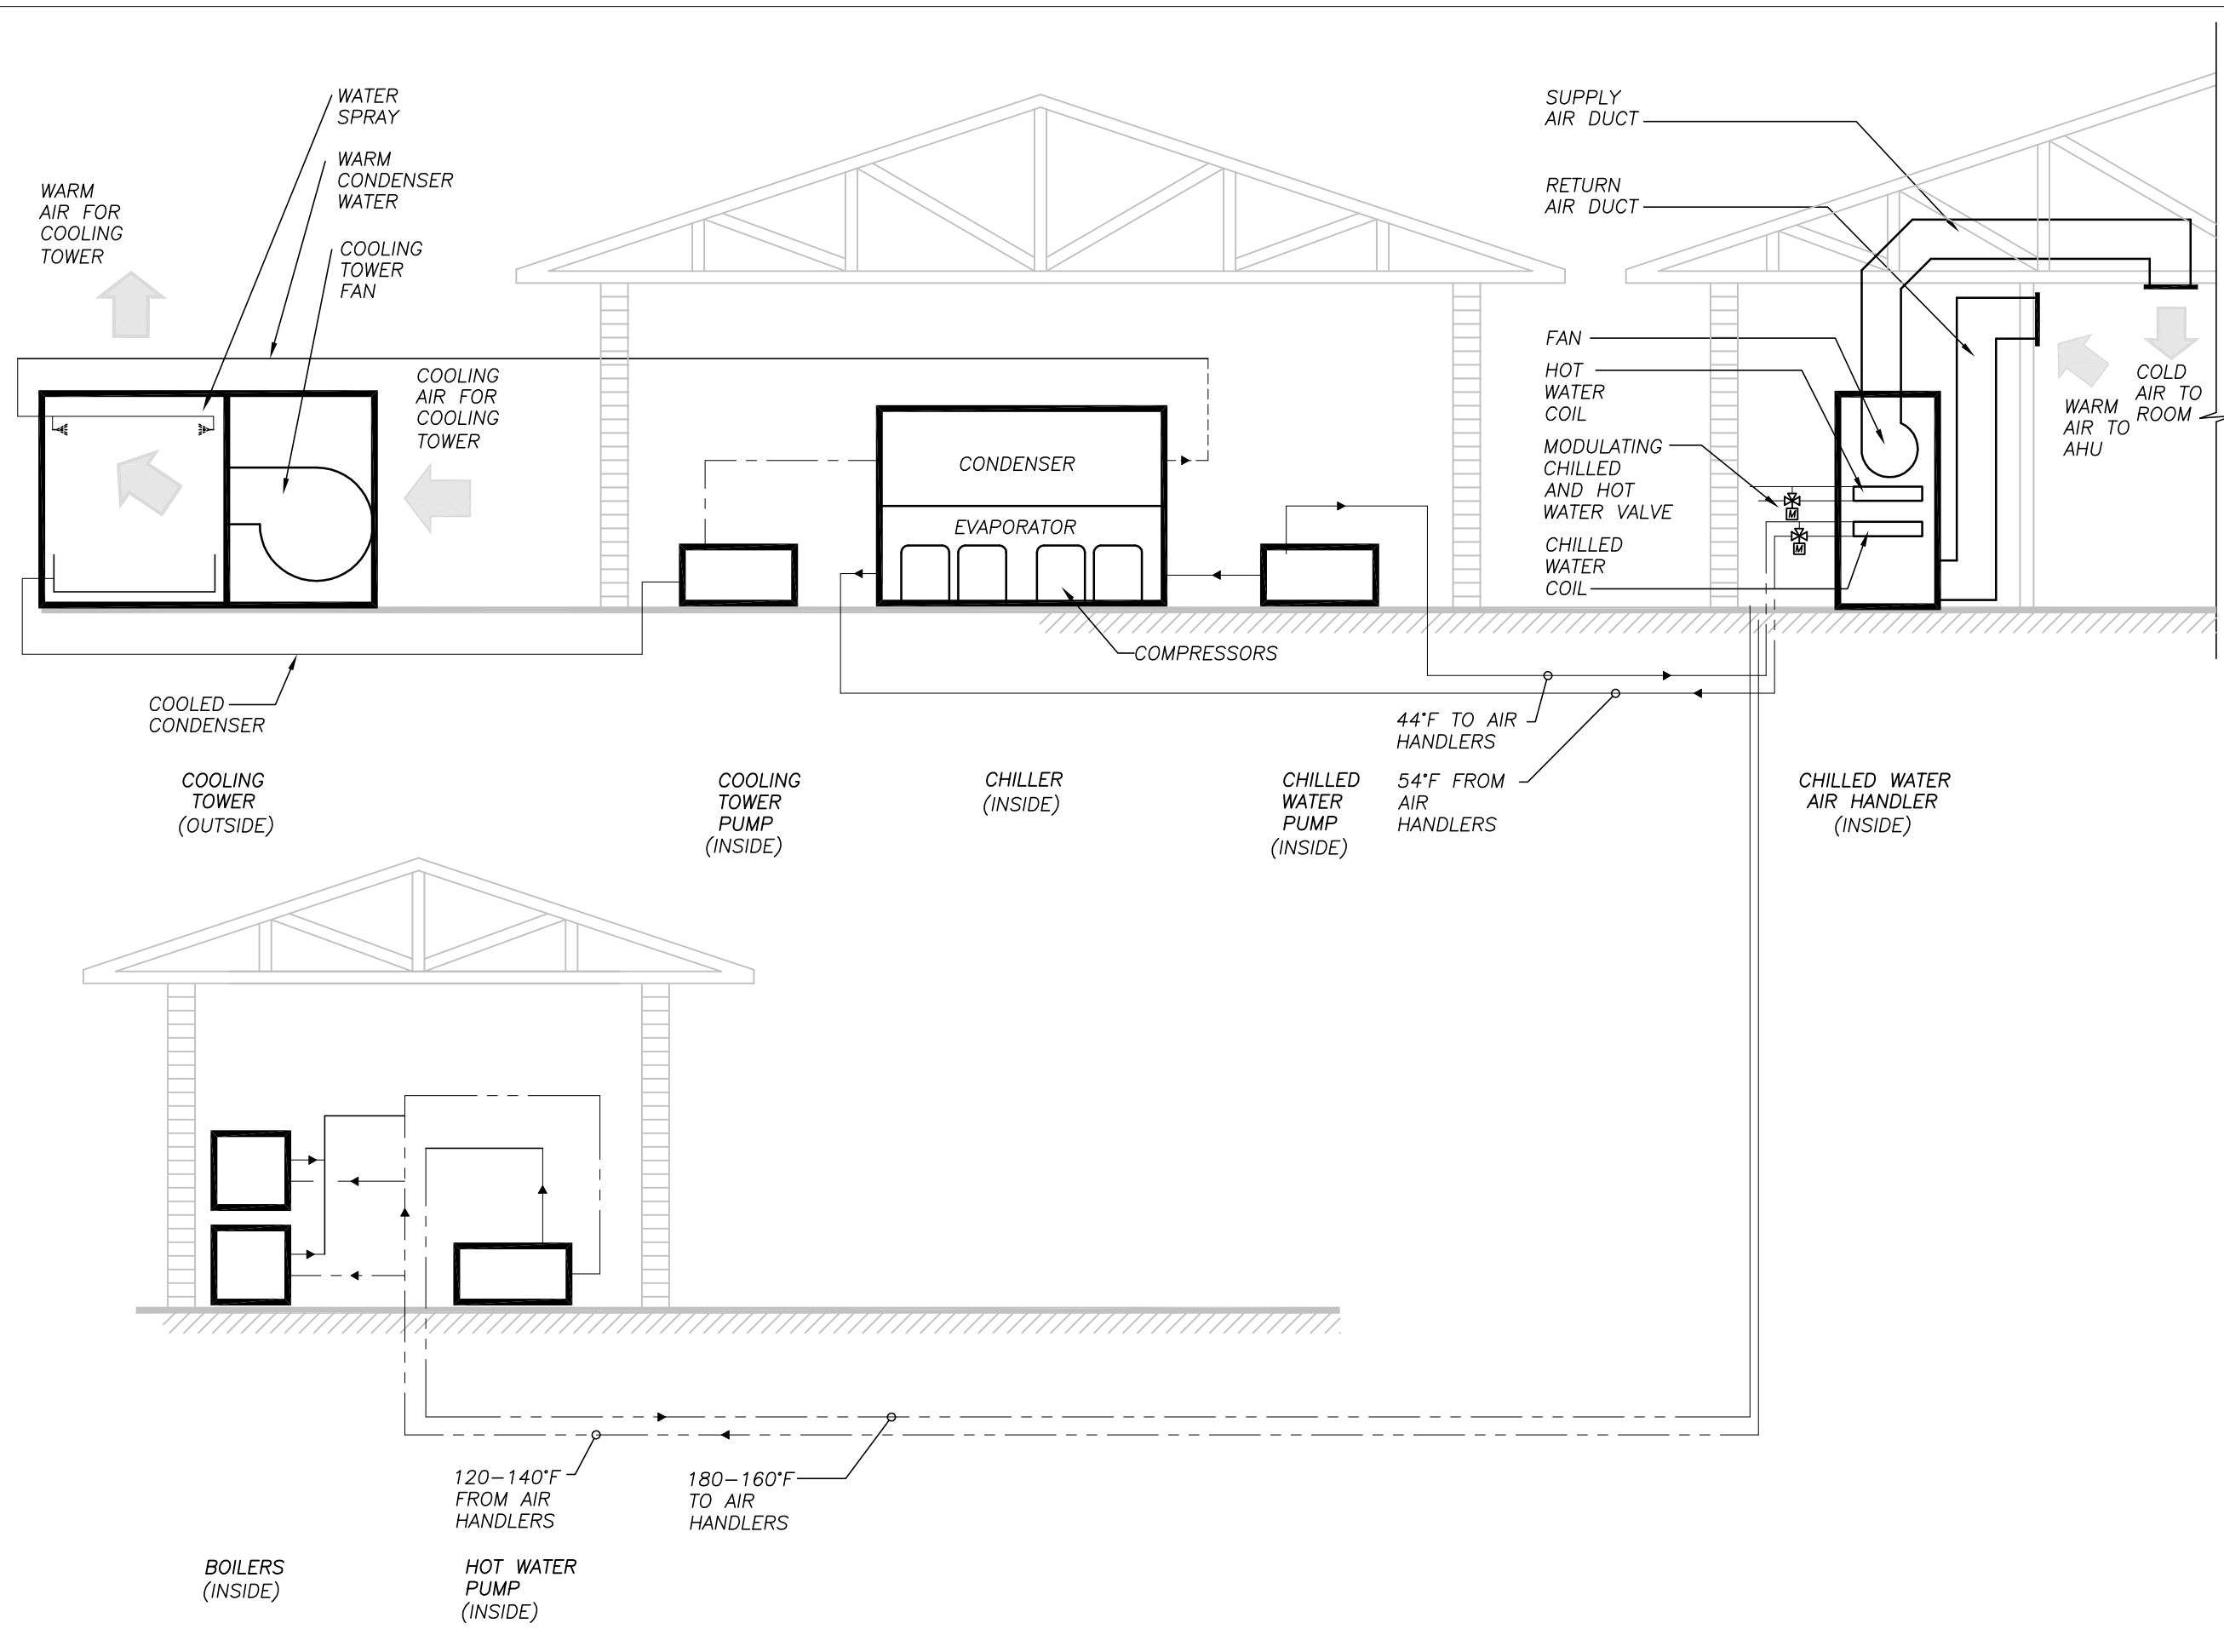 WATER
SPRAY
WARM
CONDENSER
WATER
WARM
AIR FOR
COOLING
TOWER
COOLING
TOWER
FAN
COOLING
AIR FOR
COOLING
TOWER
CONDENSER
EVAPORATOR
COMPRESSORS
COOLED
CONDENSER
SUPPLY
AIR DUCT
RETURN
AIR DUCT
FAN
HOT
WATER
COIL
MODULATING
CHILLED
AND HOT
WATER VALVE
CHILLED
WATER
COIL
M
M
COLD
AIR TO
ROOM
WARM
AIR TO
AHU
44°F TO AIR
HANDLERS
54°F FROM
AIR
HANDLERS
COOLING
TOWER
(OUTSIDE)
COOLING
TOWER
PUMP
(INSIDE)
CHILLER
(INSIDE)
CHILLED
WATER
PUMP
(INSIDE)
CHILLED WATER
AIR HANDLER
(INSIDE)
120-140°F
FROM AIR
HANDLERS
180-160°F
TO AIR
HANDLERS
BOILERS
(INSIDE)
HOT WATER
PUMP
(INSIDE)